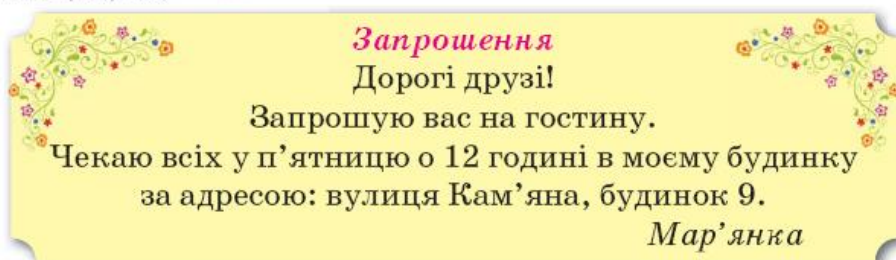 Запрошення
Дорогі друзі!
Запрошую вас на гостину.
Чекаю всіх у п’ятницю о 12 годині в моєму будинку
за адресою: вулиця Кам’яна, будинок 9.
Мар’янка